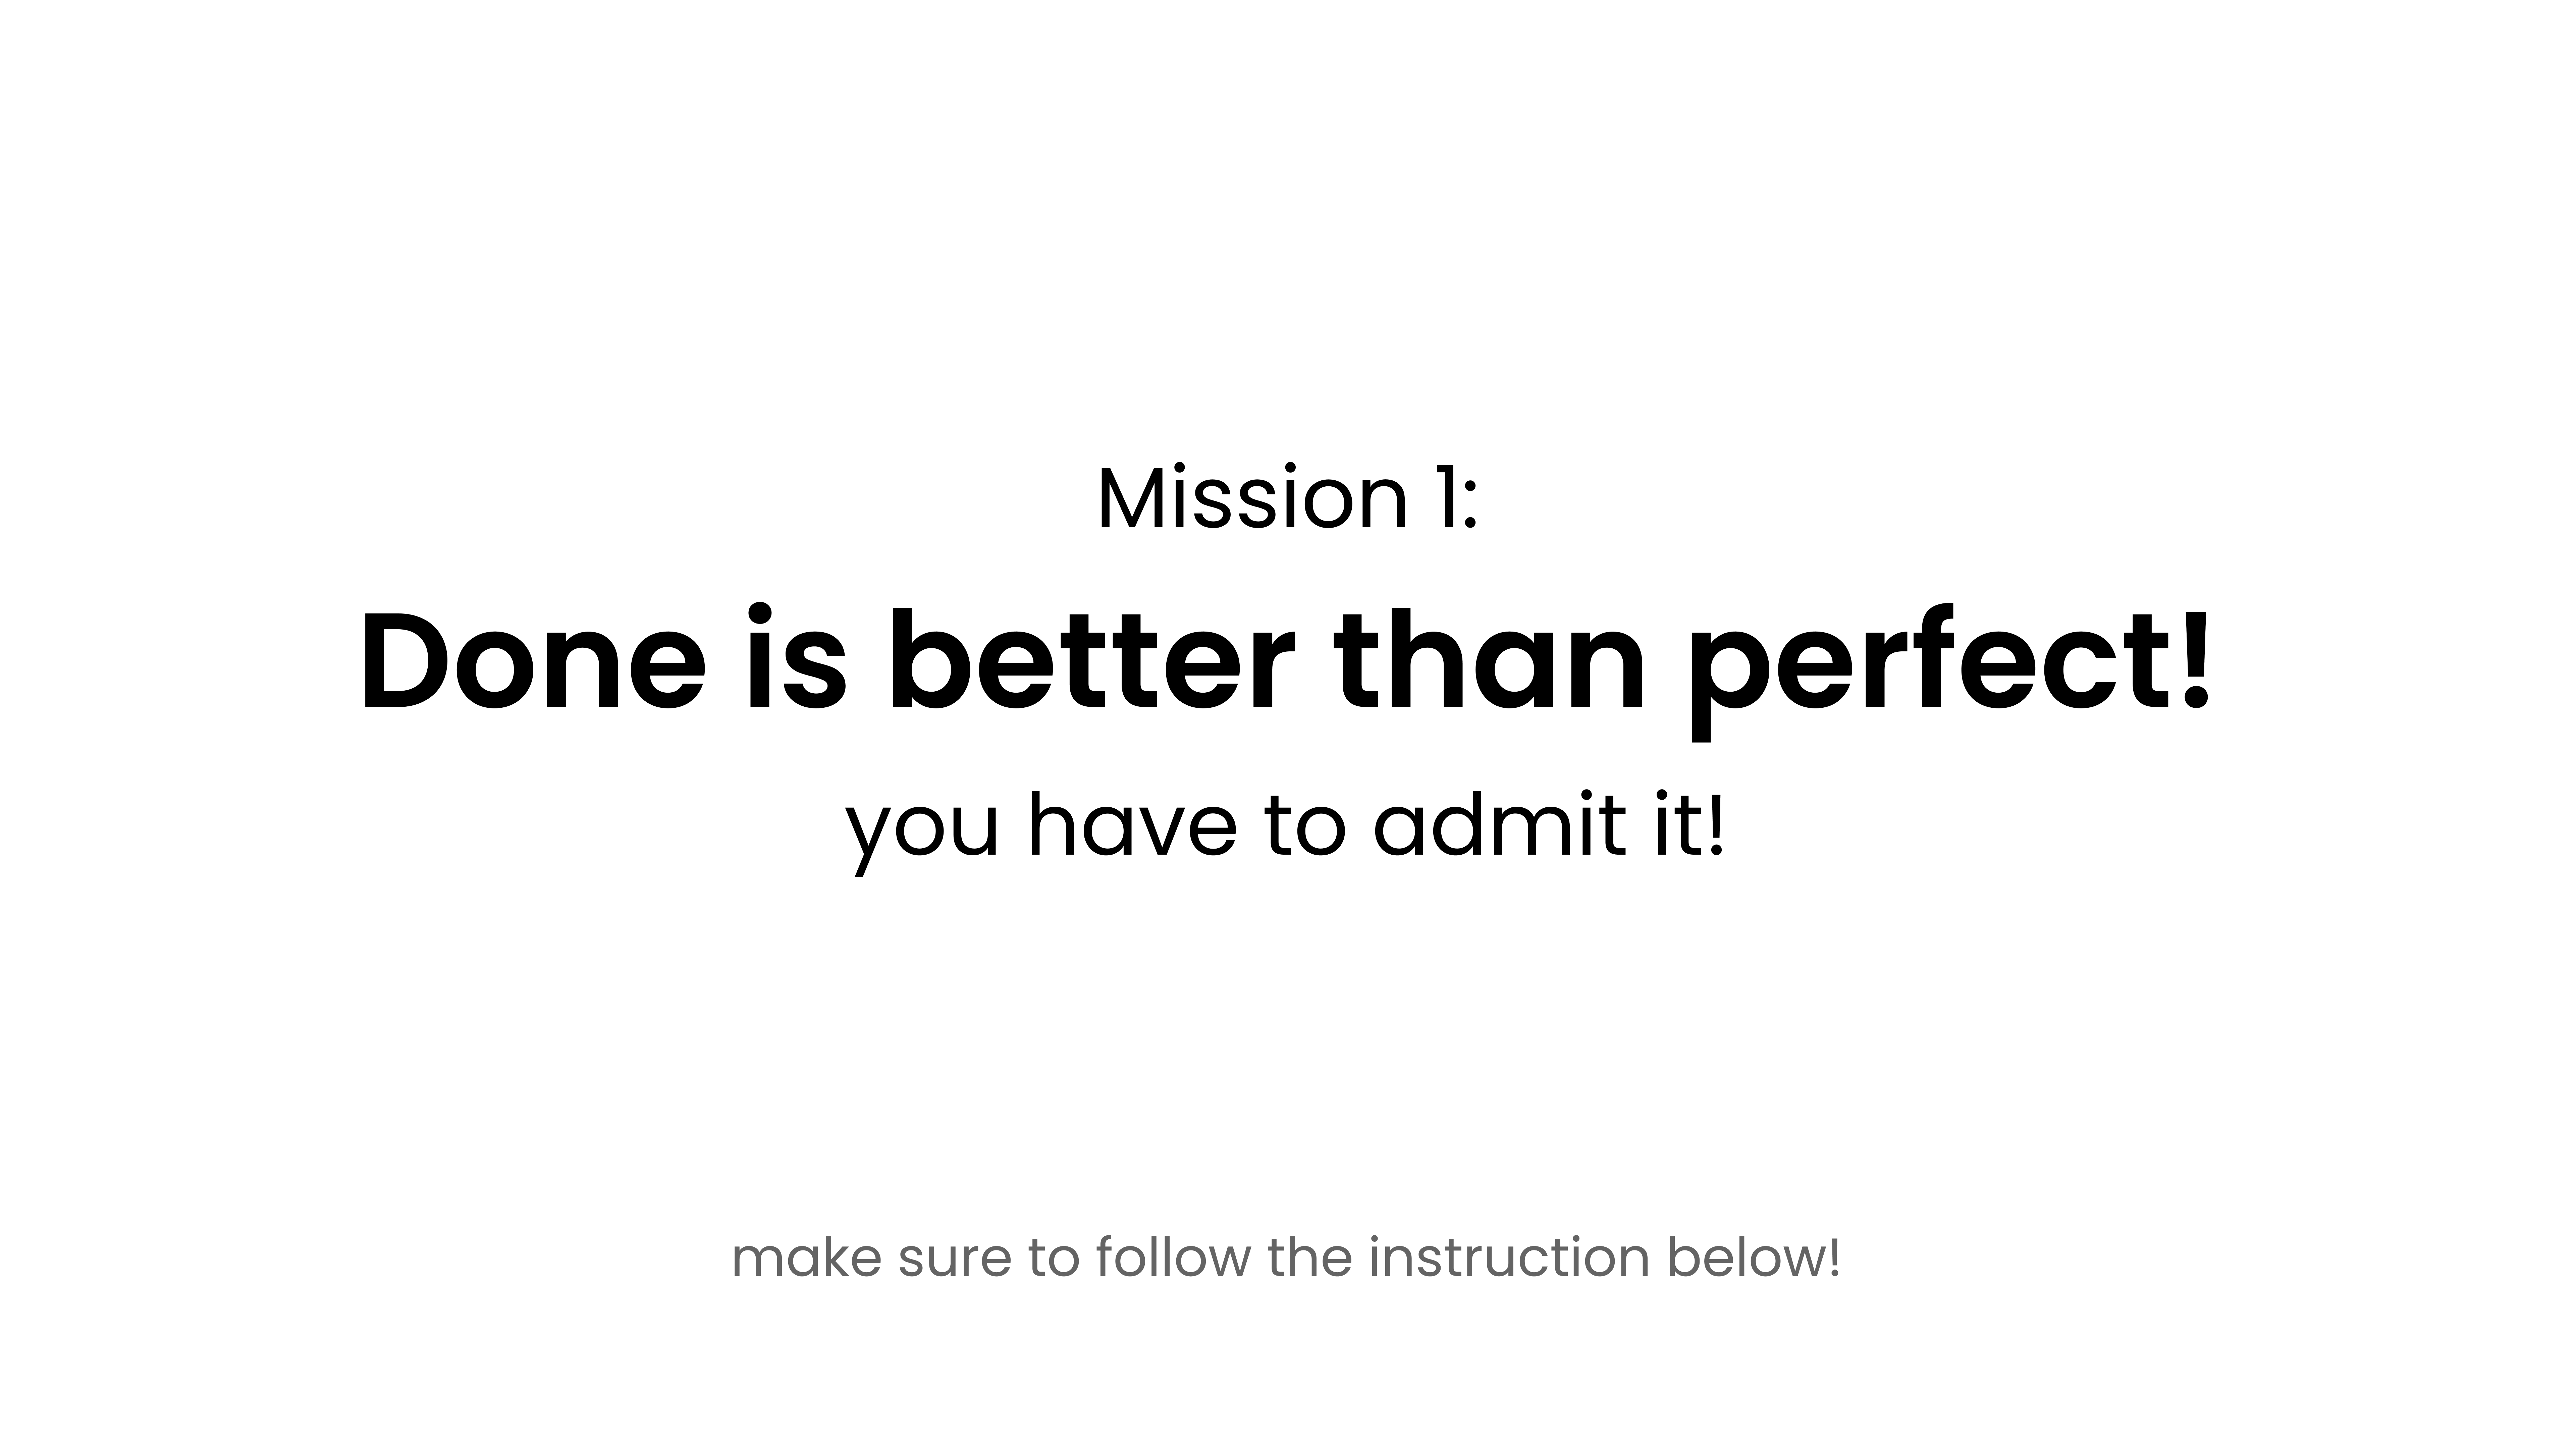 Mission 1:
Done is better than perfect!
you have to admit it!
make sure to follow the instruction below!